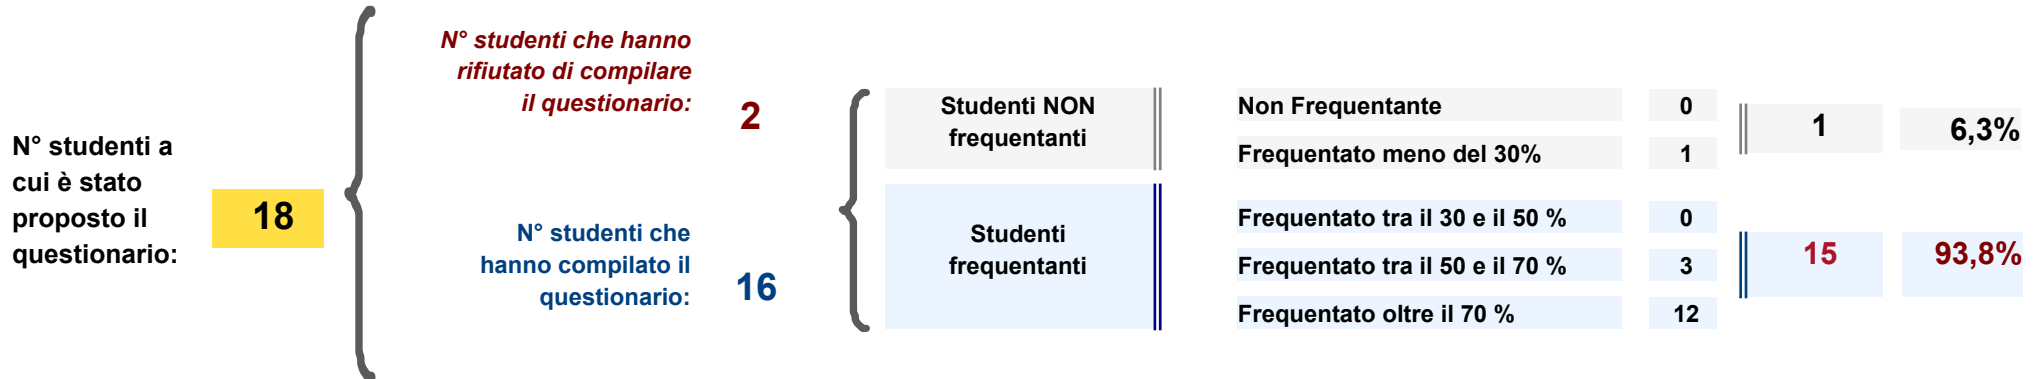 N° studenti a
cui è stato
proposto il
questionario:
18
N° studenti che hanno
rifiutato di compilare
il questionario:
2
N° studenti che
hanno compilato il
questionario:
16
Studenti NON
frequentanti
Non Frequentante 0
Frequentato meno del 30% 1
1 6,3%
Studenti
frequentanti
Frequentato tra il 30 e il 50 % 0
Frequentato tra il 50 e il 70 % 3
Frequentato oltre il 70 % 12
15 93,8%